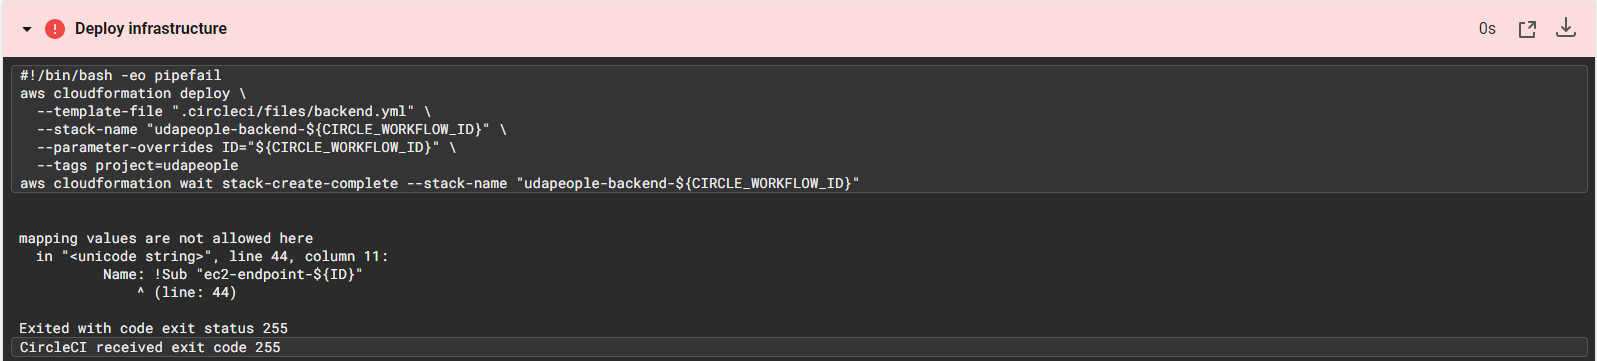 Deploy infrastructure
0s
#!/bin/bash -eo pipefail
aws cloudformation deploy \
  --template-file ".circleci/files/backend.yml" \
  --stack-name "udapeople-backend-${CIRCLE_WORKFLOW_ID}" \
  --parameter-overrides ID="${CIRCLE_WORKFLOW_ID}" \
  --tags project=udapeople
aws cloudformation wait stack-create-complete --stack-name "udapeople-backend-${CIRCLE_WORKFLOW_ID}"
mapping values are not allowed here
  in "<unicode string>", line 44, column 11:
          Name: !Sub "ec2-endpoint-${ID}"
              ^ (line: 44)
Exited with code exit status 255
CircleCI received exit code 255